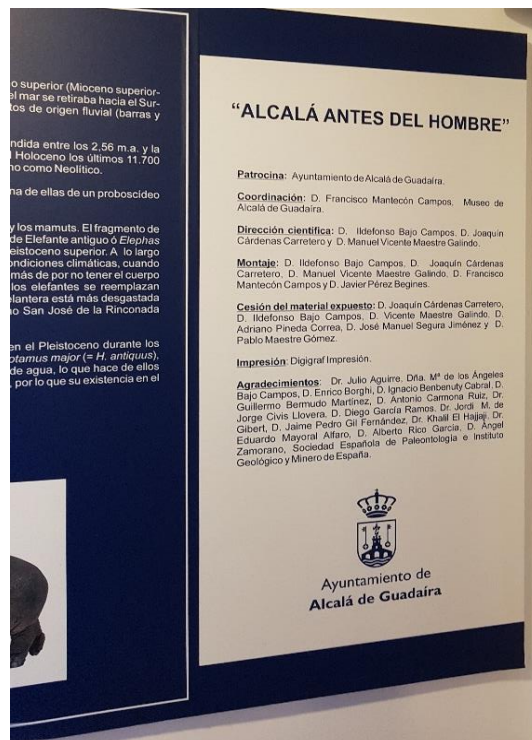 o superior (Mioceno superior-
el mar se retiraba hacia el Sur-
tos de origen fluvial (barras y
ndida entre los 2,56 m.a. y la
l Holoceno los últimos 11.700
no como Neolítico.
na de ellas de un proboscideo
y los mamuts. El fragmento de
de Elefante antiguo ó Elephas
leistoceno superior. A lo largo
ondiciones climáticas, cuando
más de por no tener el cuerpo
los elefantes se reemplazan
elantera está más desgastada
o San José de la Rinconada
en el Pleistoceno durante los
otamus major (= H. antiquus),
de agua, lo que hace de ellos
, por lo que su existencia en el
“ALCALÁ ANTES DEL HOMBRE”
Patrocina: Ayuntamiento de Alcalá de Guadaíra.
Coordinación: D. Francisco Mantecón Campos. Museo de
Alcalá de Guadaíra.
Dirección científica: D. Ildefonso Bajo Campos, D. Joaquín
Cárdenas Carretero y D. Manuel Vicente Maestre Galindo.
Montaje: D. Ildefonso Bajo Campos, D. Joaquín Cárdenas
Carretero, D. Manuel Vicente Maestre Galindo, D. Francisco
Mantecón Campos y D. Javier Pérez Begines.
Cesión del material expuesto: D. Joaquín Cárdenas Carretero,
D. Ildefonso Bajo Campos, D. Vicente Maestre Galindo, D.
Adriano Pineda Correa, D. José Manuel Segura Jiménez y D.
Pablo Maestre Gómez.
Impresión: Digigraf Impresión.
Agradecimientos: Dr. Julio Aguirre, Dña. Mª de los Ángeles
Bajo Campos, D. Enrico Borghi, D. Ignacio Benbenuty Cabral, D.
Guillermo Bermudo Martínez, D. Antonio Carmona Ruiz, Dr.
Jorge Civis Llovera, D. Diego García Ramos, Dr. Jordi M. de
Gibert, D. Jaime Pedro Gil Fernández, Dr. Khalil El Hajjaji, Dr.
Eduardo Mayoral Alfaro, D. Alberto Rico García, D. Ángel
Zamorano, Sociedad Española de Paleontología e Instituto
Geológico y Minero de España.
Ayuntamiento de
Alcalá de Guadaíra